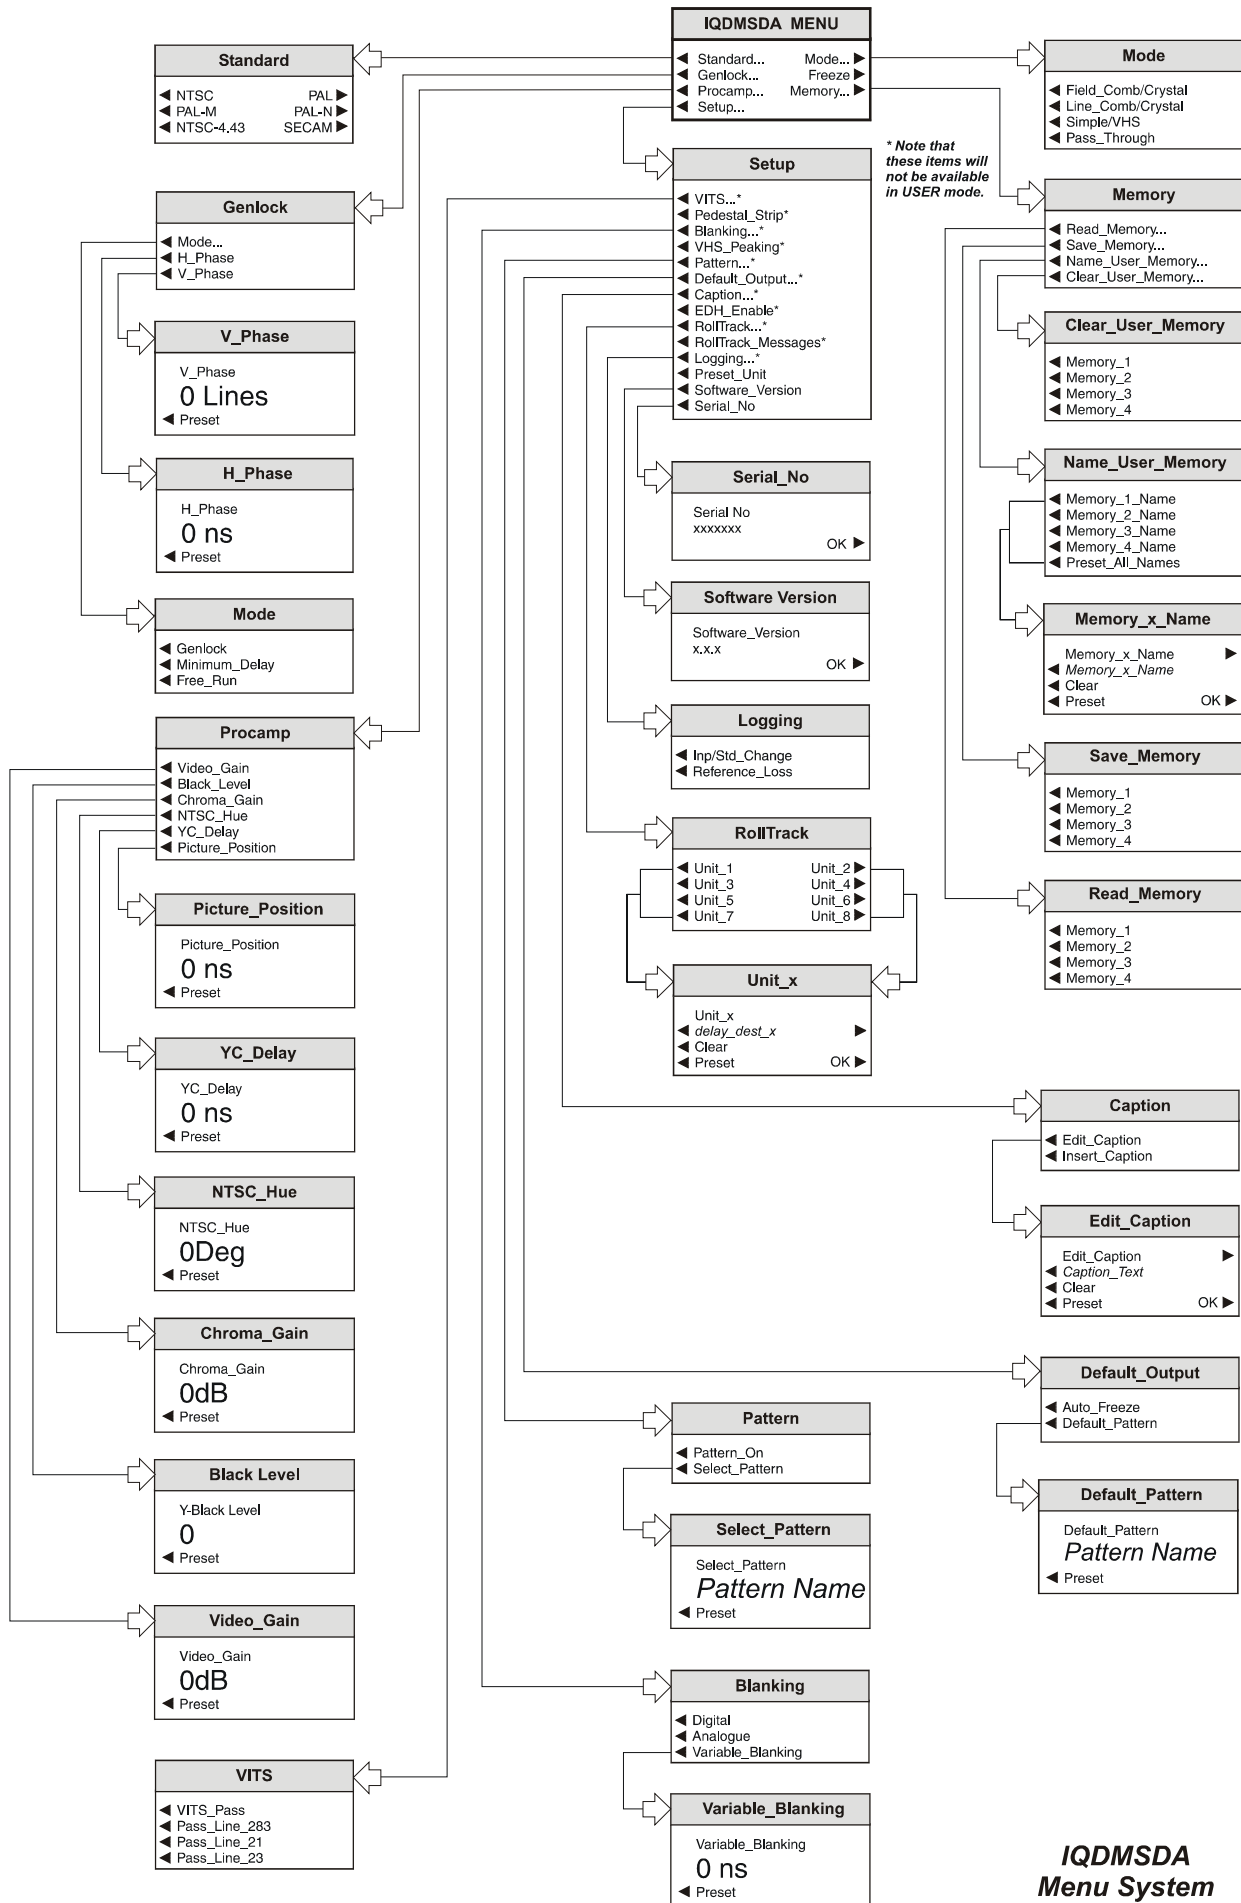 IQDMSDA MENU
Standard... Mode...
Genlock... Freeze
Procamp... Memory...
Setup...
Standard
NTSC PAL
PAL-M PAL-N
NTSC-4.43 SECAM
Mode
Field_Comb/Crystal
Line_Comb/Crystal
Simple/VHS
Pass_Through
* Note that
these items will
not be available
in USER mode.
Setup
VITS...*
Pedestal_Strip*
Blanking...*
VHS_Peaking*
Pattern...*
Default_Output...*
Caption...*
EDH_Enable*
RollTrack...*
RollTrack_Messages*
Logging...*
Preset_Unit
Software_Version
Serial_No
Genlock
Mode...
H_Phase
V_Phase
V_Phase
V_Phase
0 Lines
Preset
H_Phase
H_Phase
0 ns
Preset
Mode
Genlock
Minimum_Delay
Free_Run
Procamp
Video_Gain
Black_Level
Chroma_Gain
NTSC_Hue
YC_Delay
Picture_Position
Picture_Position
Picture_Position
0 ns
Preset
YC_Delay
YC_Delay
0 ns
Preset
NTSC_Hue
NTSC_Hue
0Deg
Preset
Chroma_Gain
Chroma_Gain
0dB
Preset
Black Level
Y-Black Level
0
Preset
Video_Gain
Video_Gain
0dB
Preset
VITS
VITS_Pass
Pass_Line_283
Pass_Line_21
Pass_Line_23
Serial_No
Serial No
xxxxxxx
OK
Software Version
Software_Version
x.x.x
OK
Logging
Inp/Std_Change
Reference_Loss
RollTrack
Unit_1 Unit_2
Unit_3 Unit_4
Unit_5 Unit_6
Unit_7 Unit_8
Unit_x
Unit_x
delay_dest_x
Clear
Preset OK
Pattern
Pattern_On
Select_Pattern
Select_Pattern
Select_Pattern
Pattern Name
Preset
Blanking
Digital
Analogue
Variable_Blanking
Variable_Blanking
Variable_Blanking
0 ns
Preset
Memory
Read_Memory...
Save_Memory...
Name_User_Memory...
Clear_User_Memory...
Clear_User_Memory
Memory_1
Memory_2
Memory_3
Memory_4
Name_User_Memory
Memory_1_Name
Memory_2_Name
Memory_3_Name
Memory_4_Name
Preset_All_Names
Memory_x_Name
Memory_x_Name
Memory_x_Name
Clear
Preset OK
Save_Memory
Memory_1
Memory_2
Memory_3
Memory_4
Read_Memory
Memory_1
Memory_2
Memory_3
Memory_4
Caption
Edit_Caption
Insert_Caption
Edit_Caption
Edit_Caption
Caption_Text
Clear
Preset OK
Default_Output
Auto_Freeze
Default_Pattern
Default_Pattern
Default_Pattern
Pattern Name
Preset
IQDMSDA
Menu System